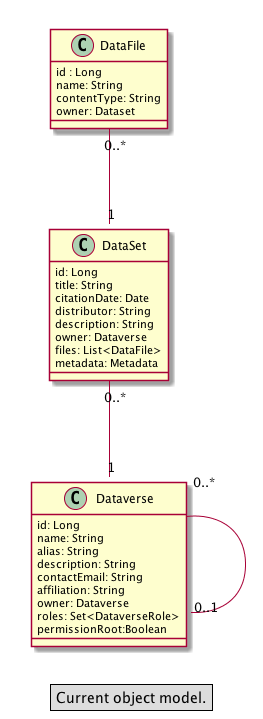 C DataFile
id : Long
name: String
contentType: String
owner: Dataset
0..*
1
C DataSet
id: Long
title: String
citationDate: Date
distributor: String
description: String
owner: Dataverse
files: List<DataFile>
metadata: Metadata
0..*
1
C Dataverse
0..*
id: Long
name: String
alias: String
description: String
contactEmail: String
affiliation: String
owner: Dataverse
0..1
roles: Set<DataverseRole>
permissionRoot:Boolean
Current object model.